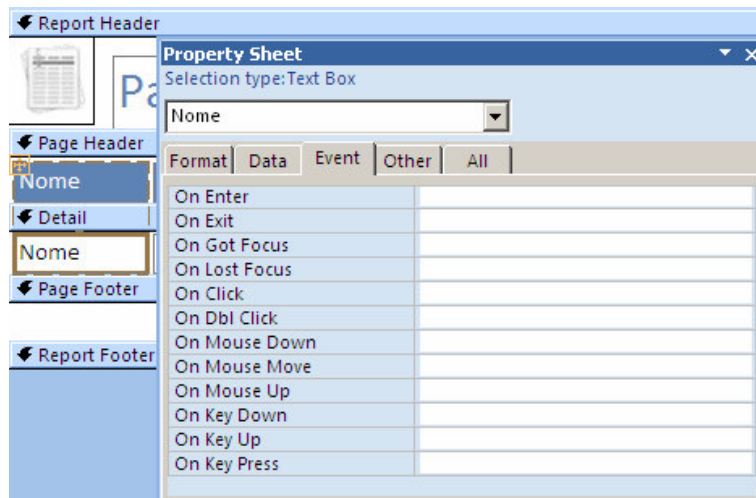 Report Header
Pa
Page Header
Nome
Detail
Nome
Page Footer
Report Footer
Property Sheet
Selection type:Text Box
Nome
Format Data Event Other All
On Enter
On Exit
On Got Focus
On Lost Focus
On Click
On Dbl Click
On Mouse Down
On Mouse Move
On Mouse Up
On Key Down
On Key Up
On Key Press